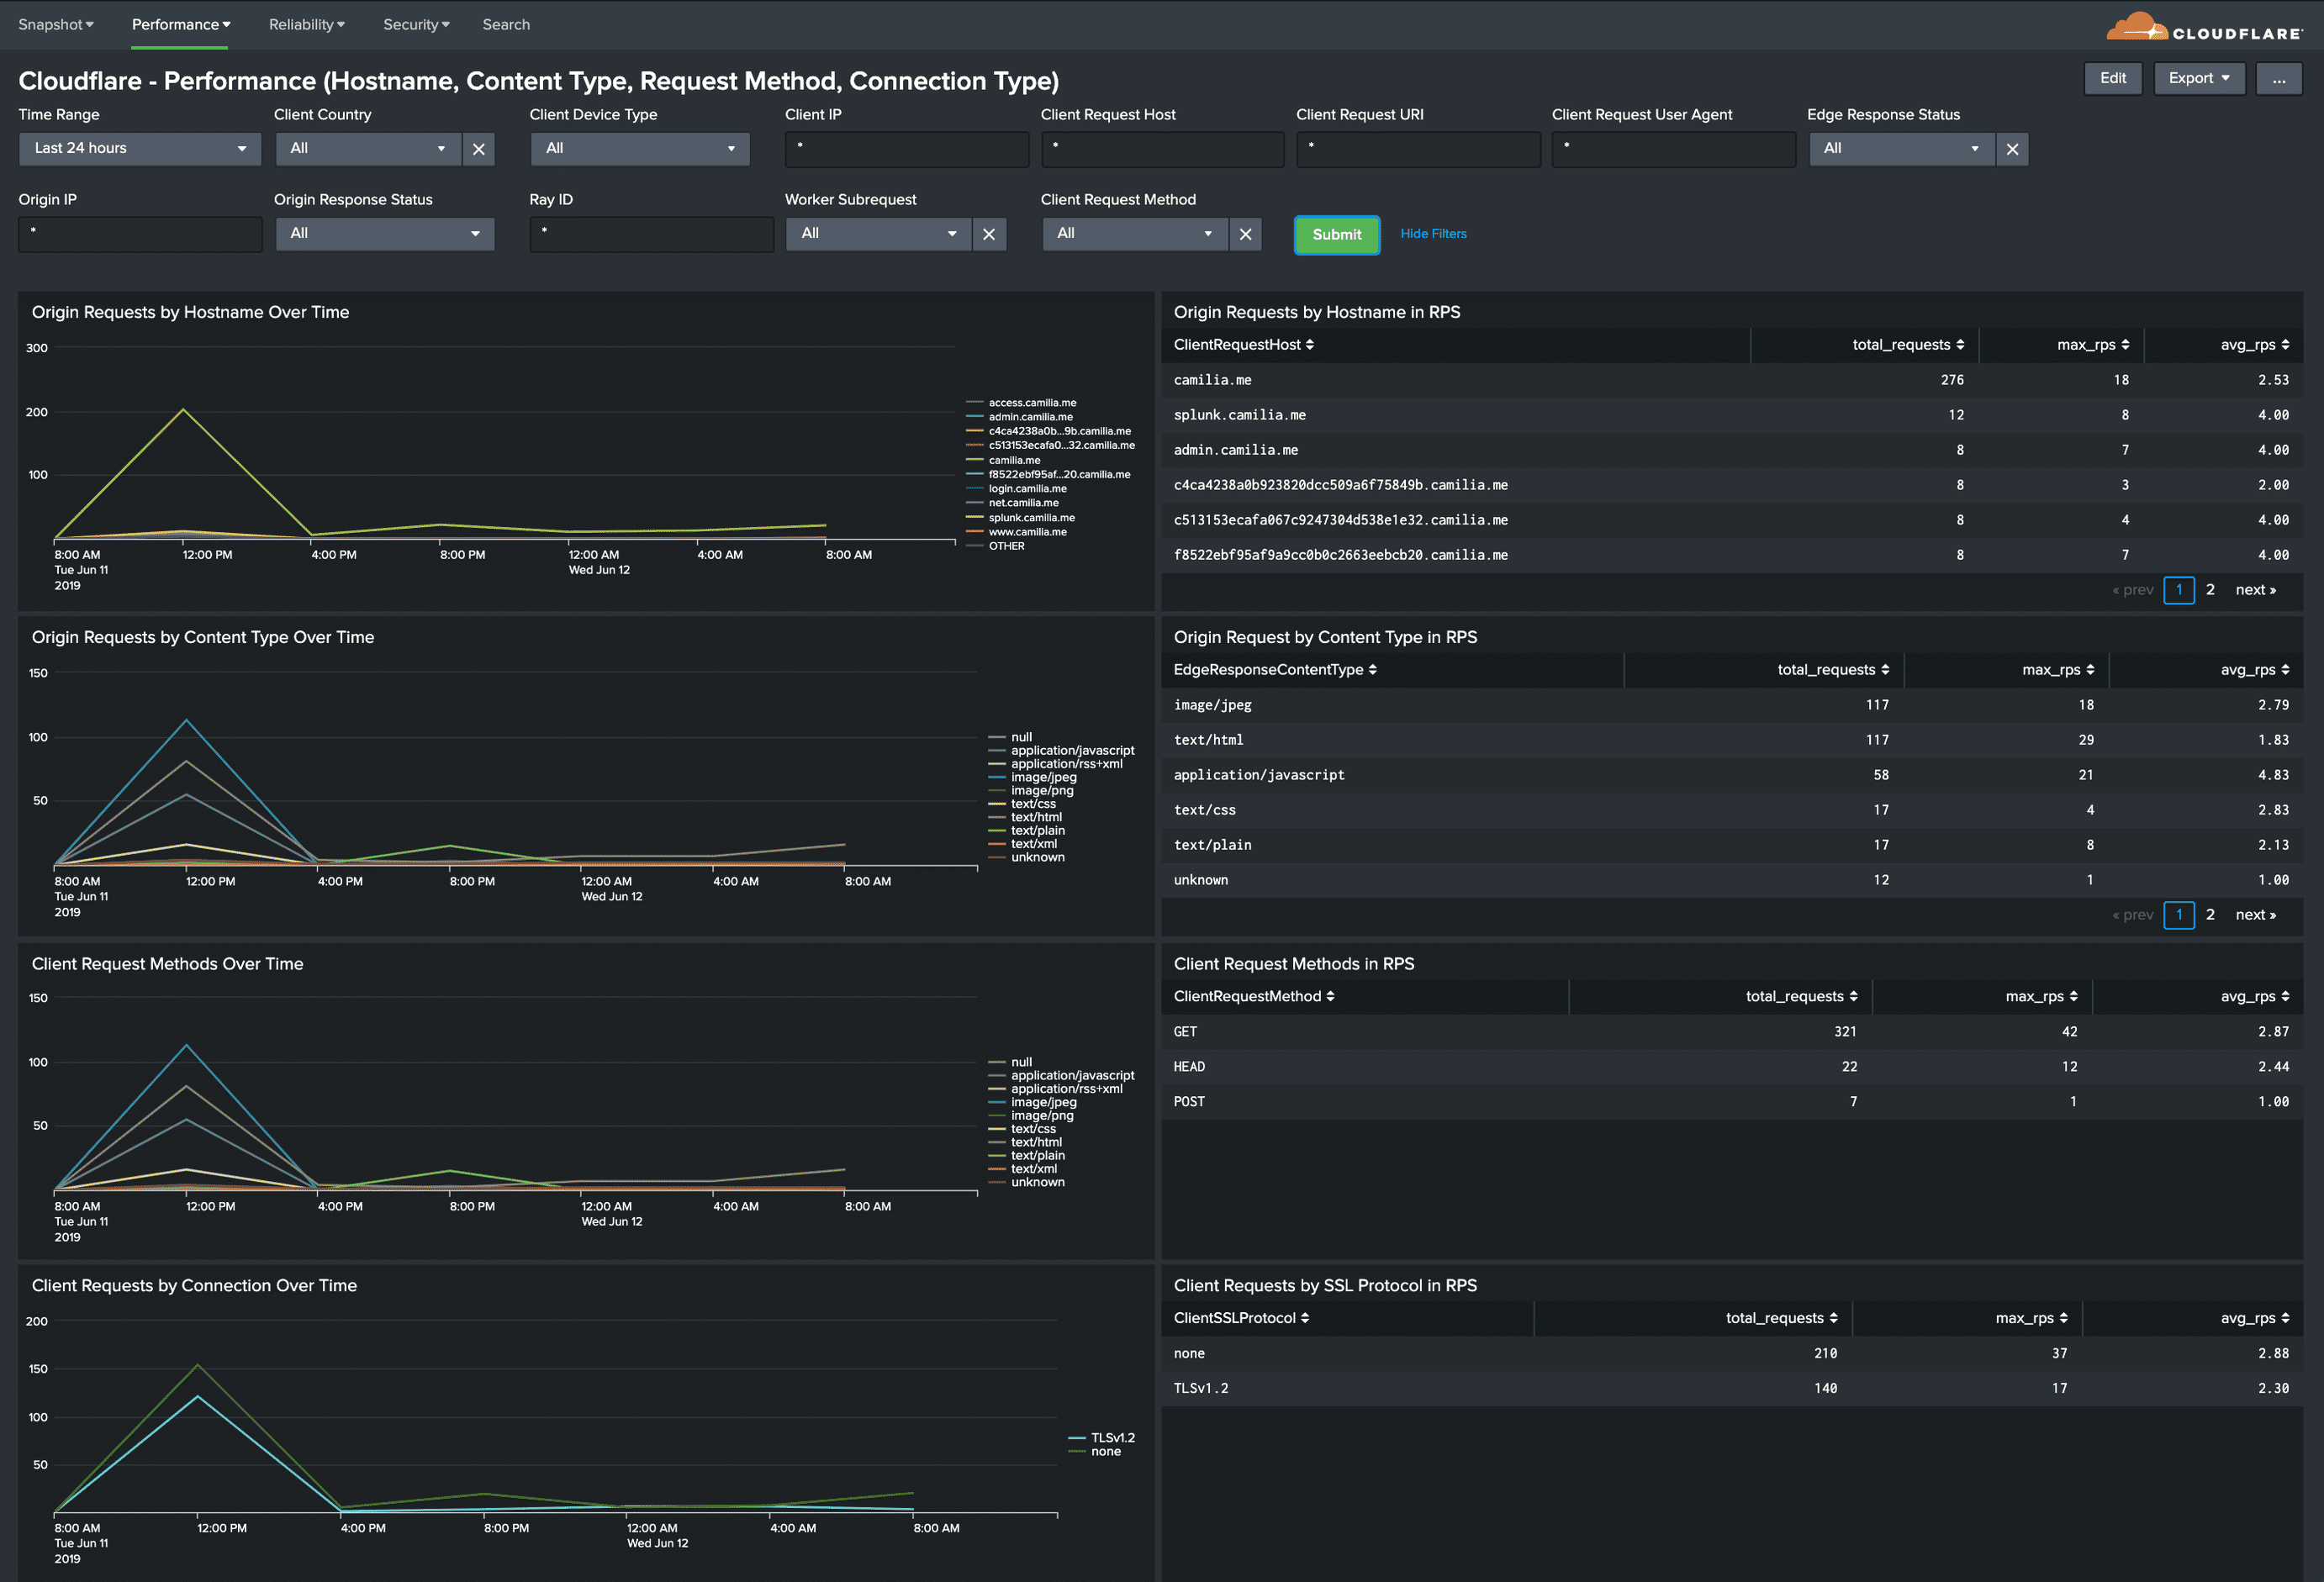 Snapshot Performance Reliability Security Search
CLOUDFLARE
Cloudflare - Performance (Hostname, Content Type, Request Method, Connection Type)
Edit Export ...
Time Range Client Country Client Device Type Client IP Client Request Host Client Request URI Client Request User Agent Edge Response Status
Last 24 hours All All * * * * All
Origin IP Origin Response Status Ray ID Worker Subrequest Client Request Method
* All * All All Submit Hide Filters
Origin Requests by Hostname Over Time
300
200
100
8:00 AM 12:00 PM 4:00 PM 8:00 PM 12:00 AM 4:00 AM 8:00 AM
Tue Jun 11 Wed Jun 12
2019
access.camilia.me
admin.camilia.me
c4ca4238a0b...9b.camilia.me
c513153ecafa0...32.camilia.me
camilia.me
f8522ebf95af...20.camilia.me
login.camilia.me
net.camilia.me
splunk.camilia.me
www.camilia.me
OTHER
Origin Requests by Hostname in RPS
ClientRequestHost total_requests max_rps avg_rps
camilia.me 276 18 2.53
splunk.camilia.me 12 8 4.00
admin.camilia.me 8 7 4.00
c4ca4238a0b923820dcc509a6f75849b.camilia.me 8 3 2.00
c513153ecafa067c9247304d538e1e32.camilia.me 8 4 4.00
f8522ebf95af9a9cc0b0c2663eebcb20.camilia.me 8 7 4.00
« prev 1 2 next »
Origin Requests by Content Type Over Time
150
100
50
8:00 AM 12:00 PM 4:00 PM 8:00 PM 12:00 AM 4:00 AM 8:00 AM
Tue Jun 11 Wed Jun 12
2019
null
application/javascript
application/rss+xml
image/jpeg
image/png
text/css
text/html
text/plain
text/xml
unknown
Origin Request by Content Type in RPS
EdgeResponseContentType total_requests max_rps avg_rps
image/jpeg 117 18 2.79
text/html 117 29 1.83
application/javascript 58 21 4.83
text/css 17 4 2.83
text/plain 17 8 2.13
unknown 12 1 1.00
« prev 1 2 next »
Client Request Methods Over Time
150
100
50
8:00 AM 12:00 PM 4:00 PM 8:00 PM 12:00 AM 4:00 AM 8:00 AM
Tue Jun 11 Wed Jun 12
2019
null
application/javascript
application/rss+xml
image/jpeg
image/png
text/css
text/html
text/plain
text/xml
unknown
Client Request Methods in RPS
ClientRequestMethod total_requests max_rps avg_rps
GET 321 42 2.87
HEAD 22 12 2.44
POST 7 1 1.00
Client Requests by Connection Over Time
200
150
100
50
8:00 AM 12:00 PM 4:00 PM 8:00 PM 12:00 AM 4:00 AM 8:00 AM
Tue Jun 11 Wed Jun 12
2019
TLSv1.2
none
Client Requests by SSL Protocol in RPS
ClientSSLProtocol total_requests max_rps avg_rps
none 210 37 2.88
TLSv1.2 140 17 2.30